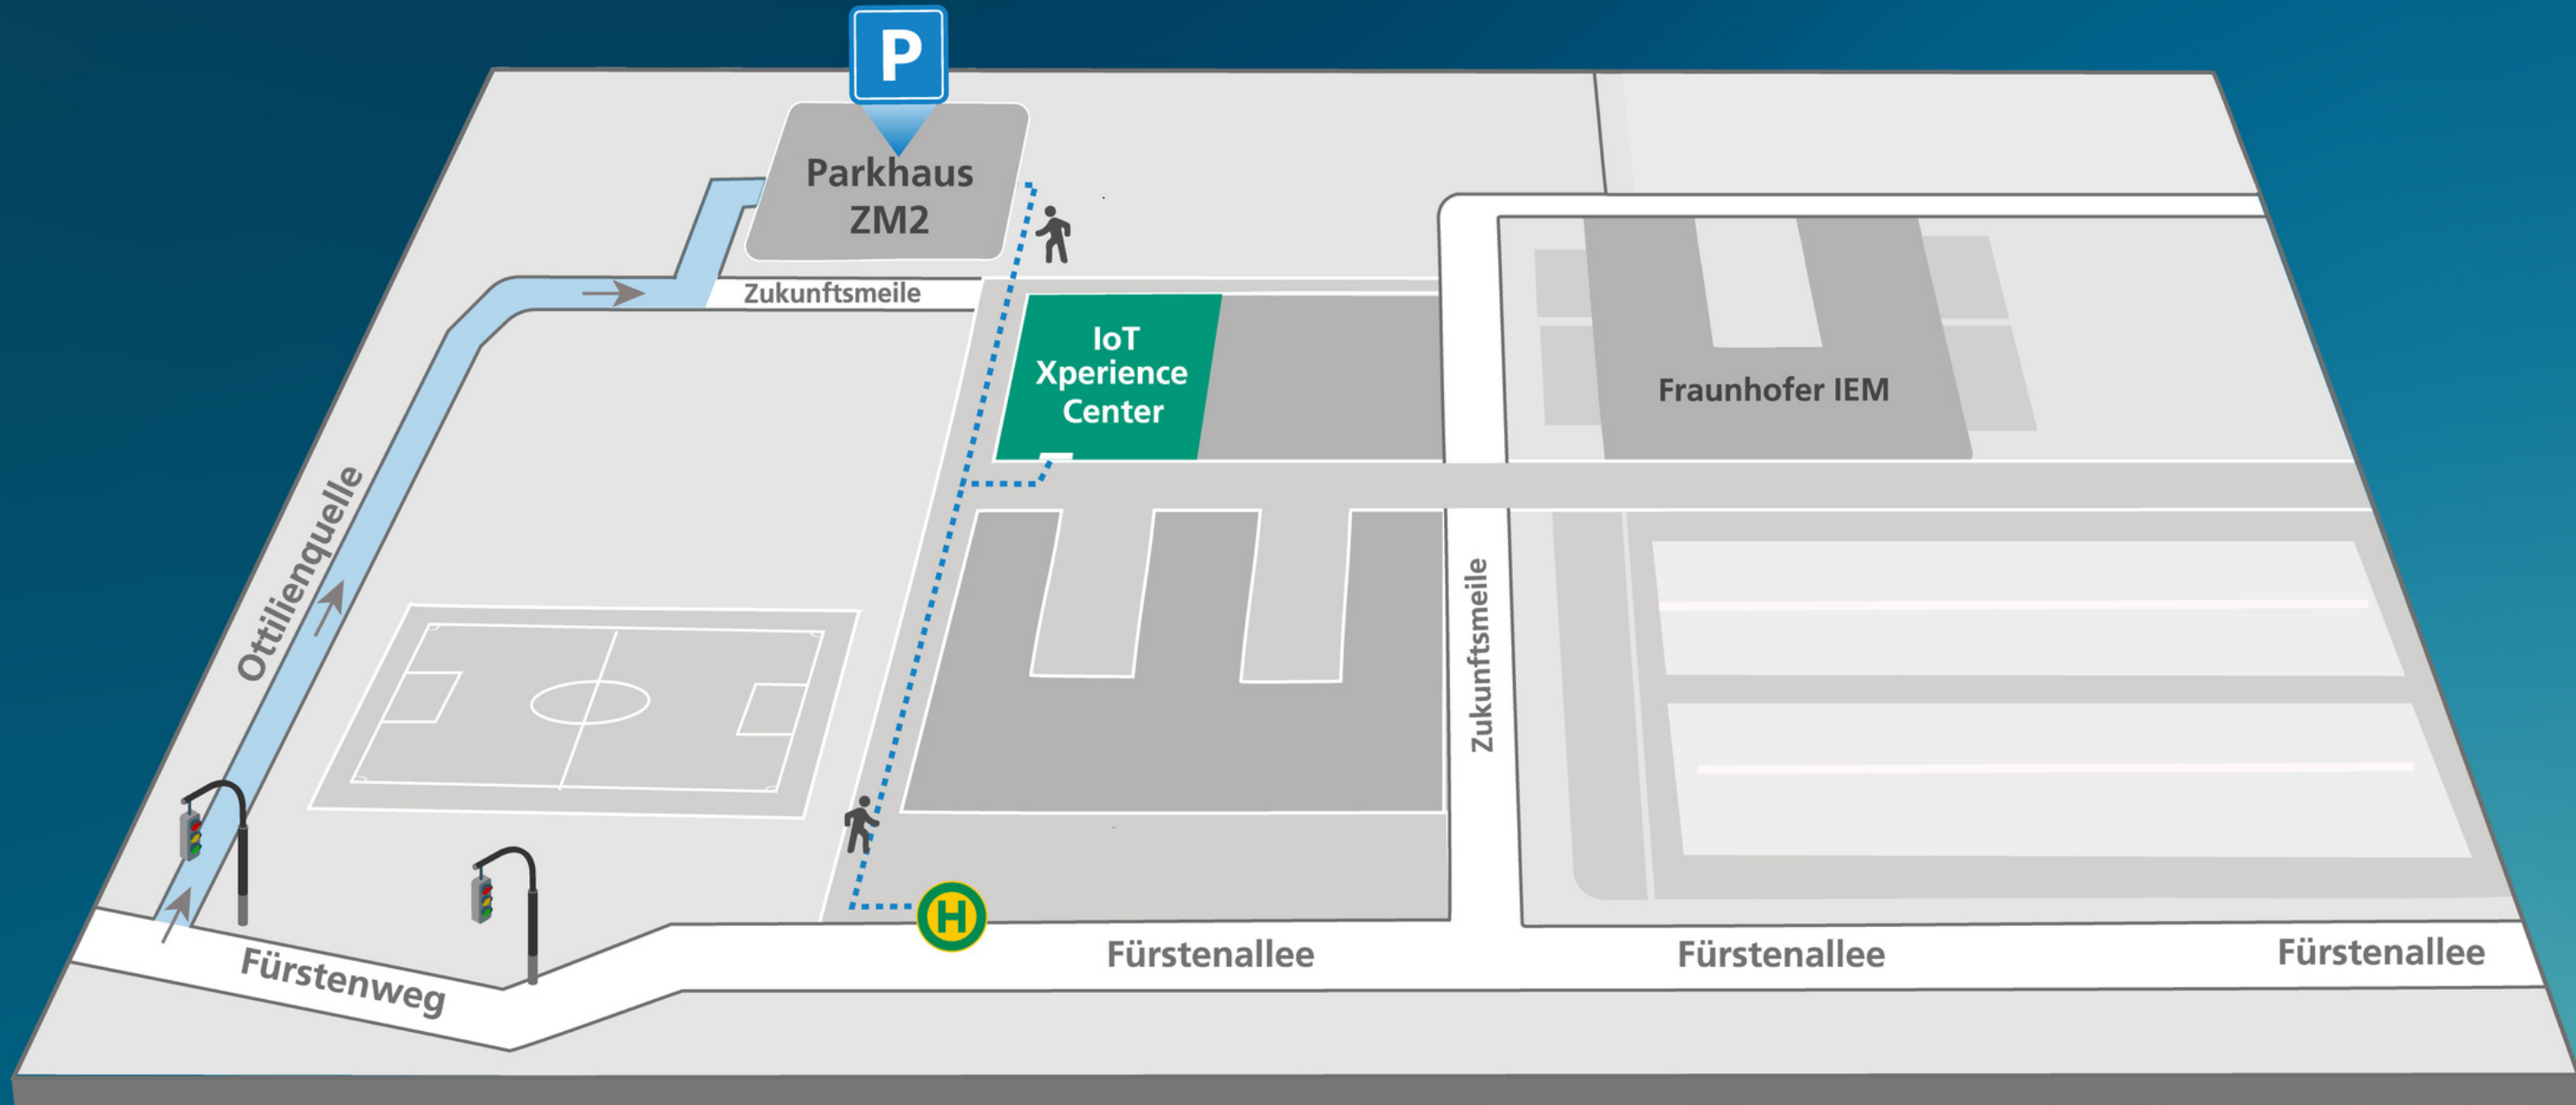 P
Parkhaus
ZM2
Zukunftsmeile
IoT
Xperience
Center
Fraunhofer IEM
Ottilienquelle
Zukunftsmeile
H
Fürstenweg
Fürstenallee
Fürstenallee
Fürstenallee